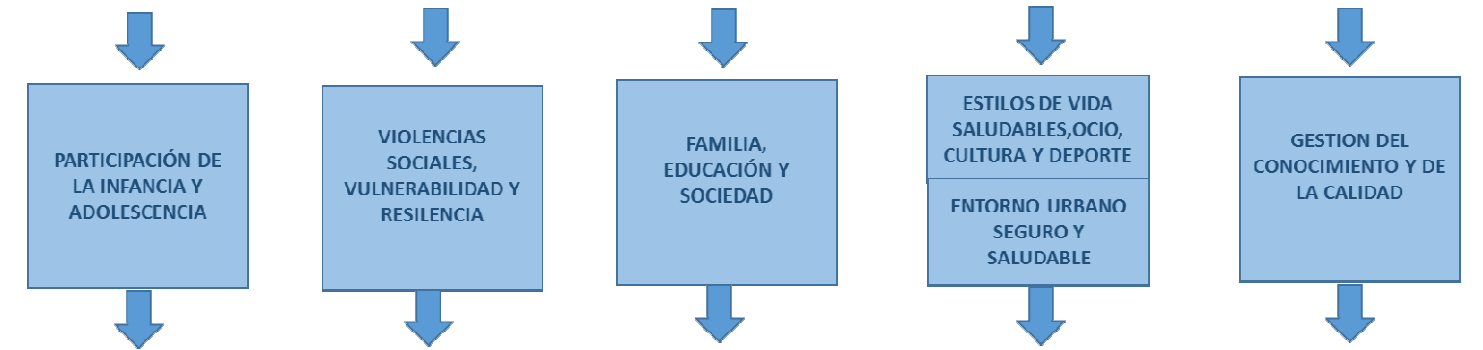 PARTICIPACIÓN DE
LA INFANCIA Y
ADOLESCENCIA
VIOLENCIAS
SOCIALES,
VULNERABILIDAD Y
RESILENCIA
FAMILIA,
EDUCACIÓN Y
SOCIEDAD
ESTILOS DE VIDA
SALUDABLES,OCIO,
CULTURA Y DEPORTE
ENTORNO URBANO
SEGURO Y
SALUDABLE
GESTION DEL
CONOCIMIENTO Y DE
LA CALIDAD